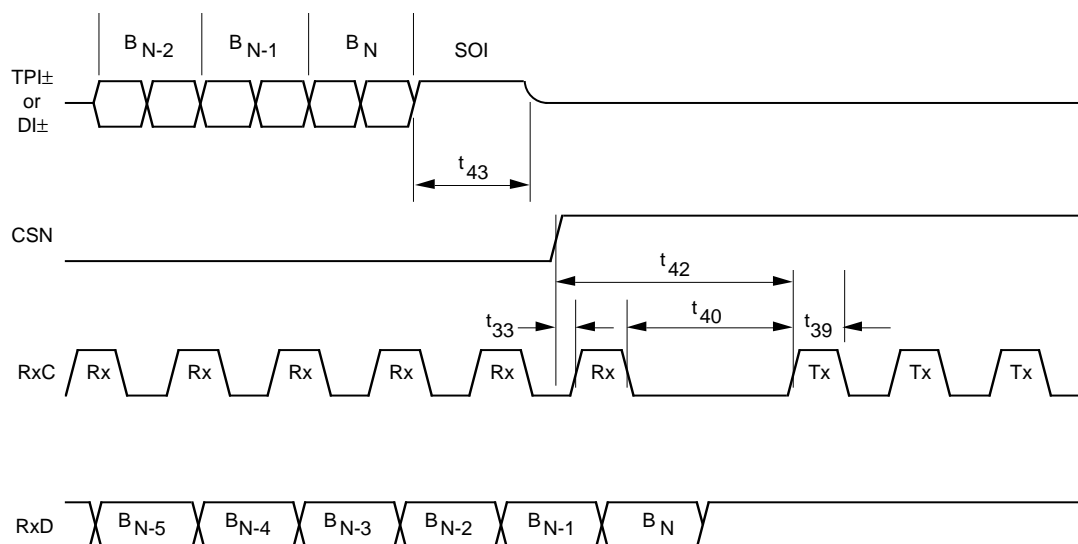 B N-2 B N-1 B N SOI
TPI±
or
DI±
t 43
CSN
t 42
t 33 t 40 t 39
RxC Rx Rx Rx Rx Rx Rx Tx Tx Tx
RxD B N-5 B N-4 B N-3 B N-2 B N-1 B N